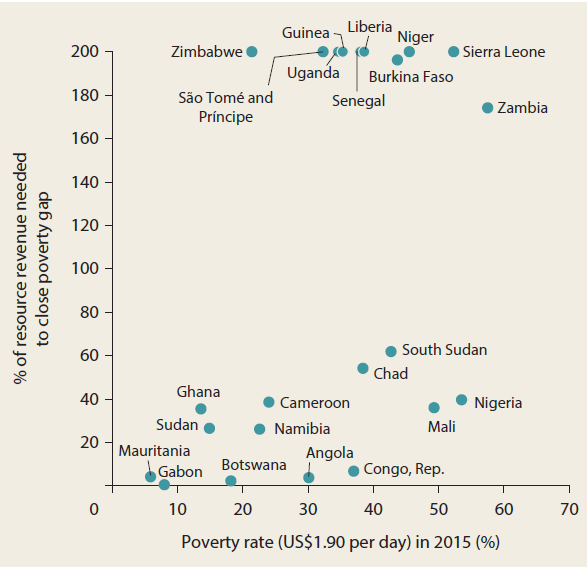 % of resource revenue needed
to close poverty gap
200
180
160
140
120
100
80
60
40
20
0
10
20
30
40
50
60
70
Zimbabwe
Guinea
Liberia
Niger
Sierra Leone
Uganda
Burkina Faso
São Tomé and
Príncipe
Senegal
Zambia
South Sudan
Chad
Ghana
Cameroon
Nigeria
Sudan
Namibia
Mali
Mauritania
Angola
Gabon
Botswana
Congo, Rep.
Poverty rate (US$1.90 per day) in 2015 (%)